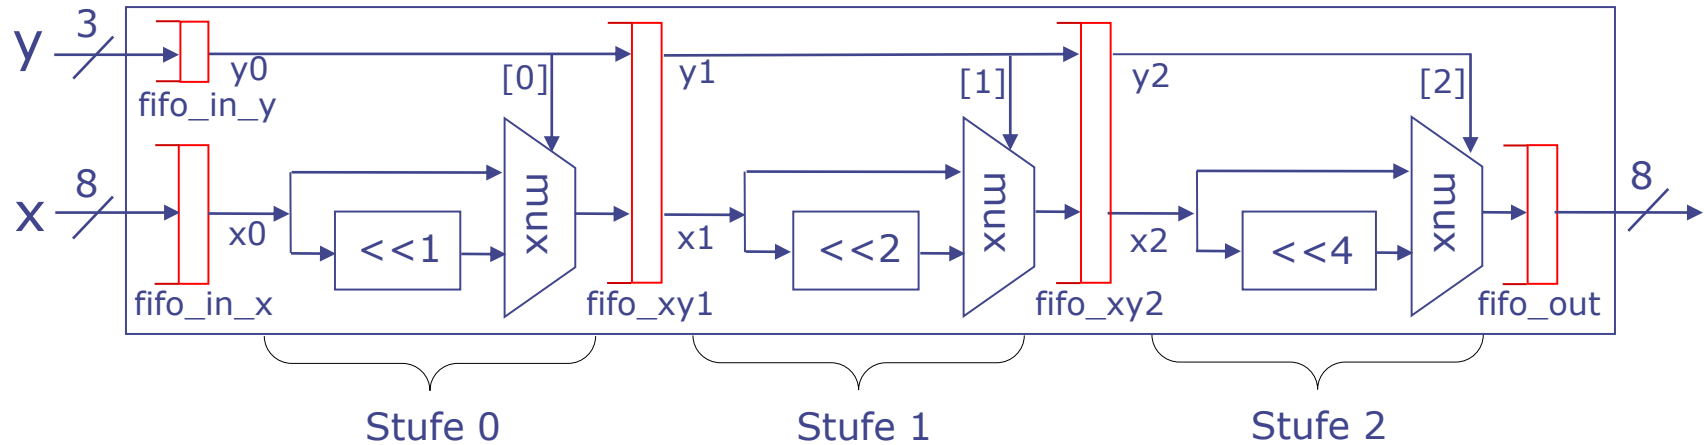 y
3
y0
fifo_in_y
[0]
y1
[1]
y2
[2]
x
8
x0
fifo_in_x
<<1
mux
fifo_xy1
x1
<<2
mux
fifo_xy2
x2
<<4
mux
fifo_out
8
Stufe 0
Stufe 1
Stufe 2